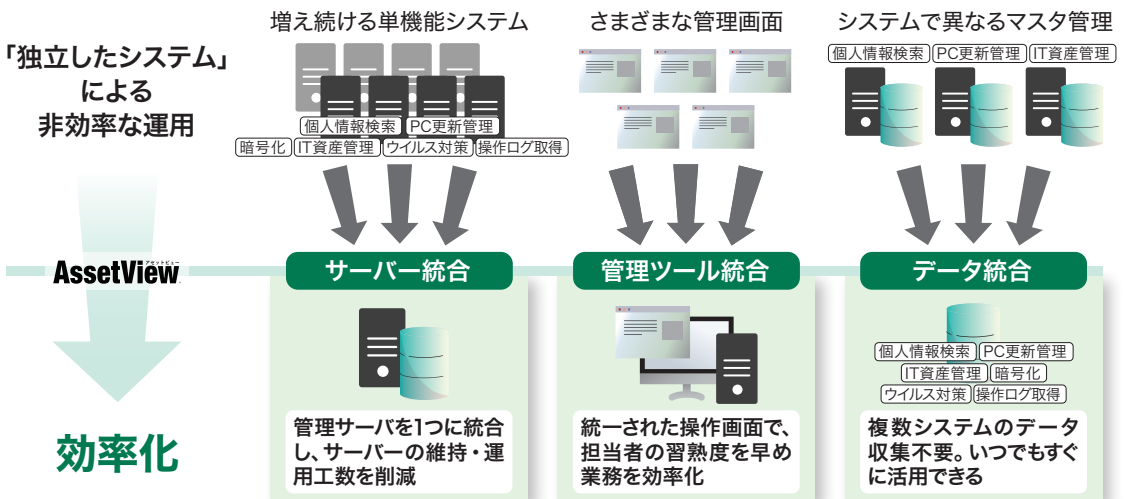 「独立したシステム」
による
非効率な運用
増え続ける単機能システム
個人情報検索 PC更新管理
暗号化 IT資産管理 ウイルス対策 操作ログ取得
さまざまな管理画面
システムで異なるマスタ管理
個人情報検索 PC更新管理 IT資産管理
アセットビュー
AssetView
効率化
サーバー統合
管理サーバを1つに統合
し、サーバーの維持・運
用工数を削減
管理ツール統合
統一された操作画面で、
担当者の習熟度を早め
業務を効率化
データ統合
個人情報検索 PC更新管理
IT資産管理 暗号化
ウイルス対策 操作ログ取得
複数システムのデータ
収集不要。いつでもすぐ
に活用できる